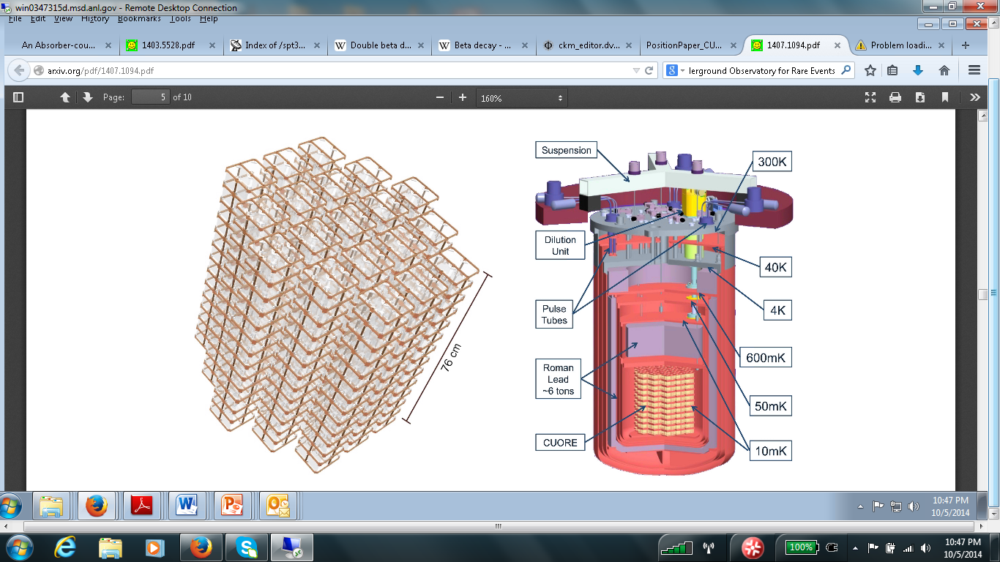 win0347315d.msd.anl.gov - Remote Desktop Connection
File Edit View History Bookmarks Tools Help
An Absorber-cou...
1403.5528.pdf
Index of /spt3...
Double beta d...
Beta decay - ...
ckm_editor.dv...
PositionPaper_CU...
1407.1094.pdf
Problem loadi...
arxiv.org/pdf/1407.1094.pdf
lerground Observatory for Rare Events
Page: 5 of 10
160%
76 cm
Suspension
300K
Dilution
Unit
40K
Pulse
Tubes
4K
600mK
Roman
Lead
~6 tons
50mK
CUORE
10mK
10:47 PM
10/5/2014
100%
10:47 PM
10/5/2014